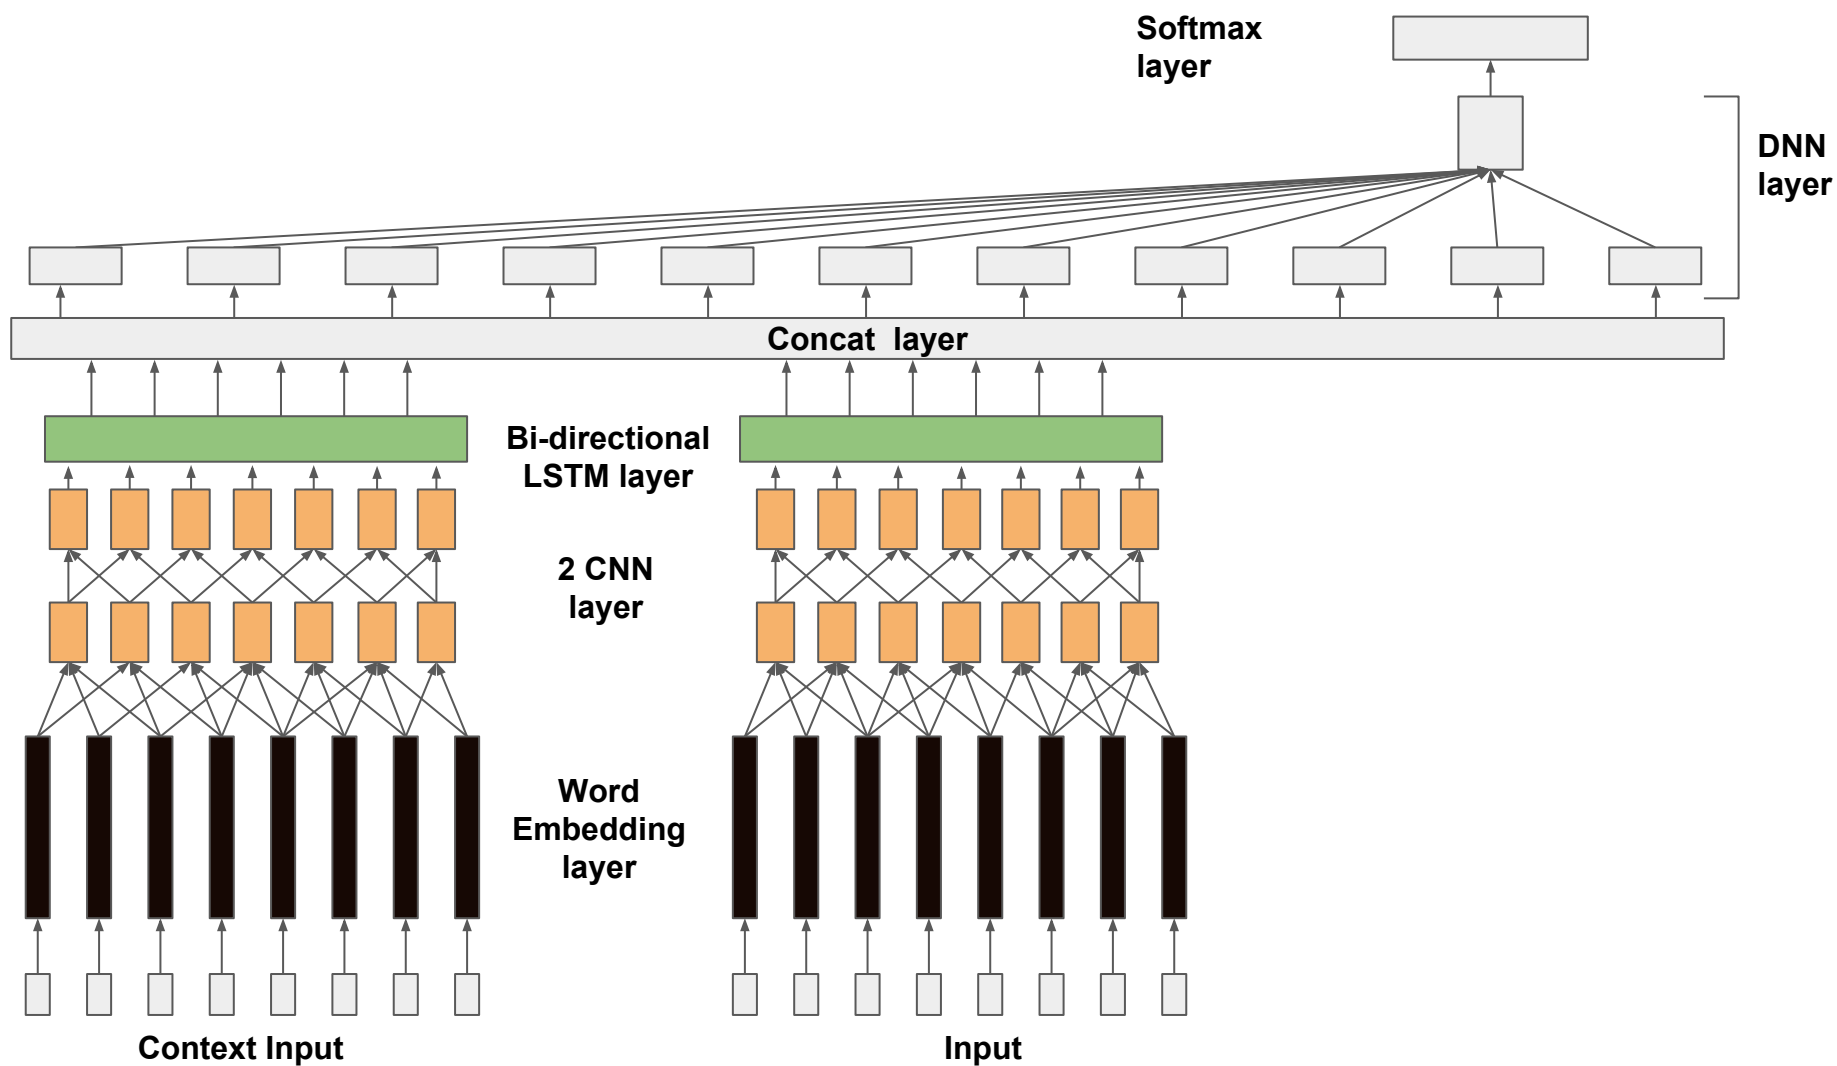 Softmax
layer
DNN
layer
Concat layer
Bi-directional
LSTM layer
2 CNN
layer
Word
Embedding
layer
Context Input
Input